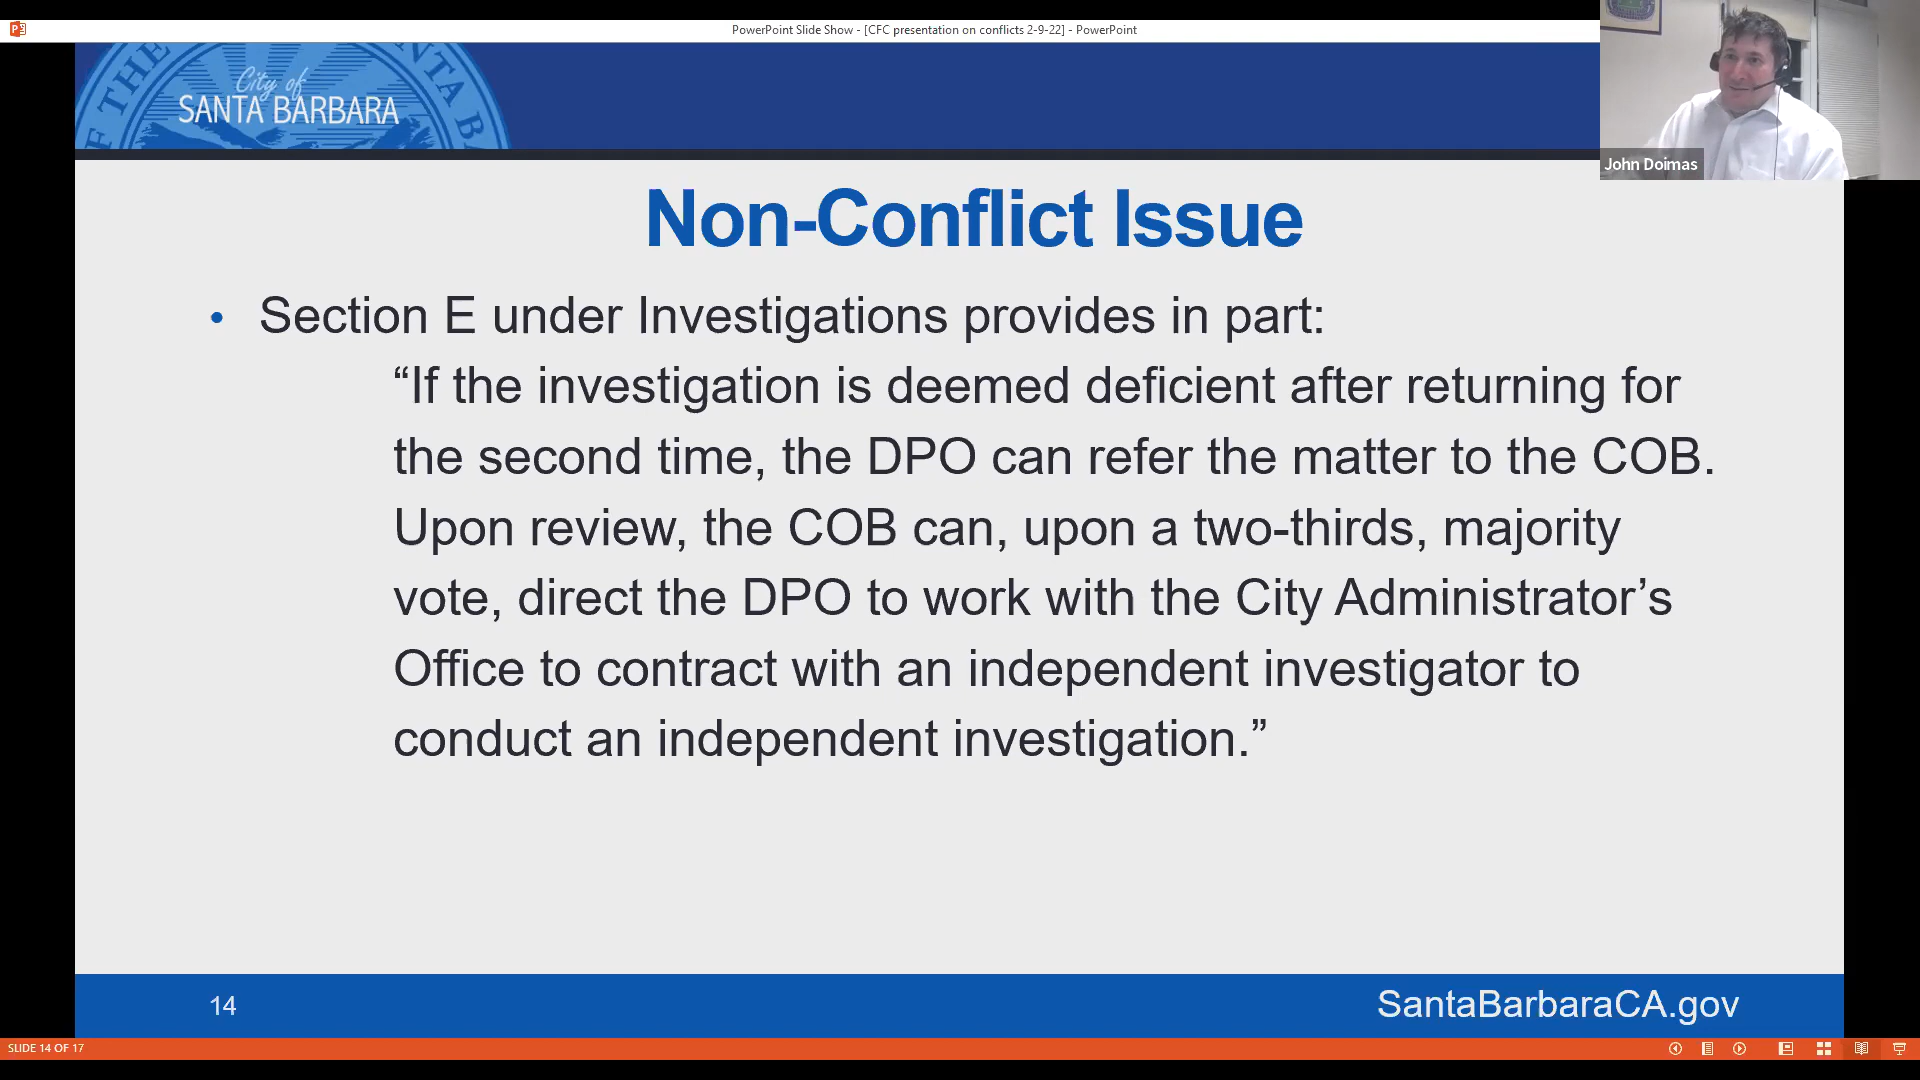 PowerPoint Slide Show - [CFC presentation on conflicts 2-9-22] - PowerPoint
City of
SANTA BARBARA
John Doimas
Non-Conflict Issue
• Section E under Investigations provides in part:
“If the investigation is deemed deficient after returning for
the second time, the DPO can refer the matter to the COB.
Upon review, the COB can, upon a two-thirds, majority
vote, direct the DPO to work with the City Administrator’s
Office to contract with an independent investigator to
conduct an independent investigation.”
14
SantaBarbaraCA.gov
SLIDE 14 OF 17